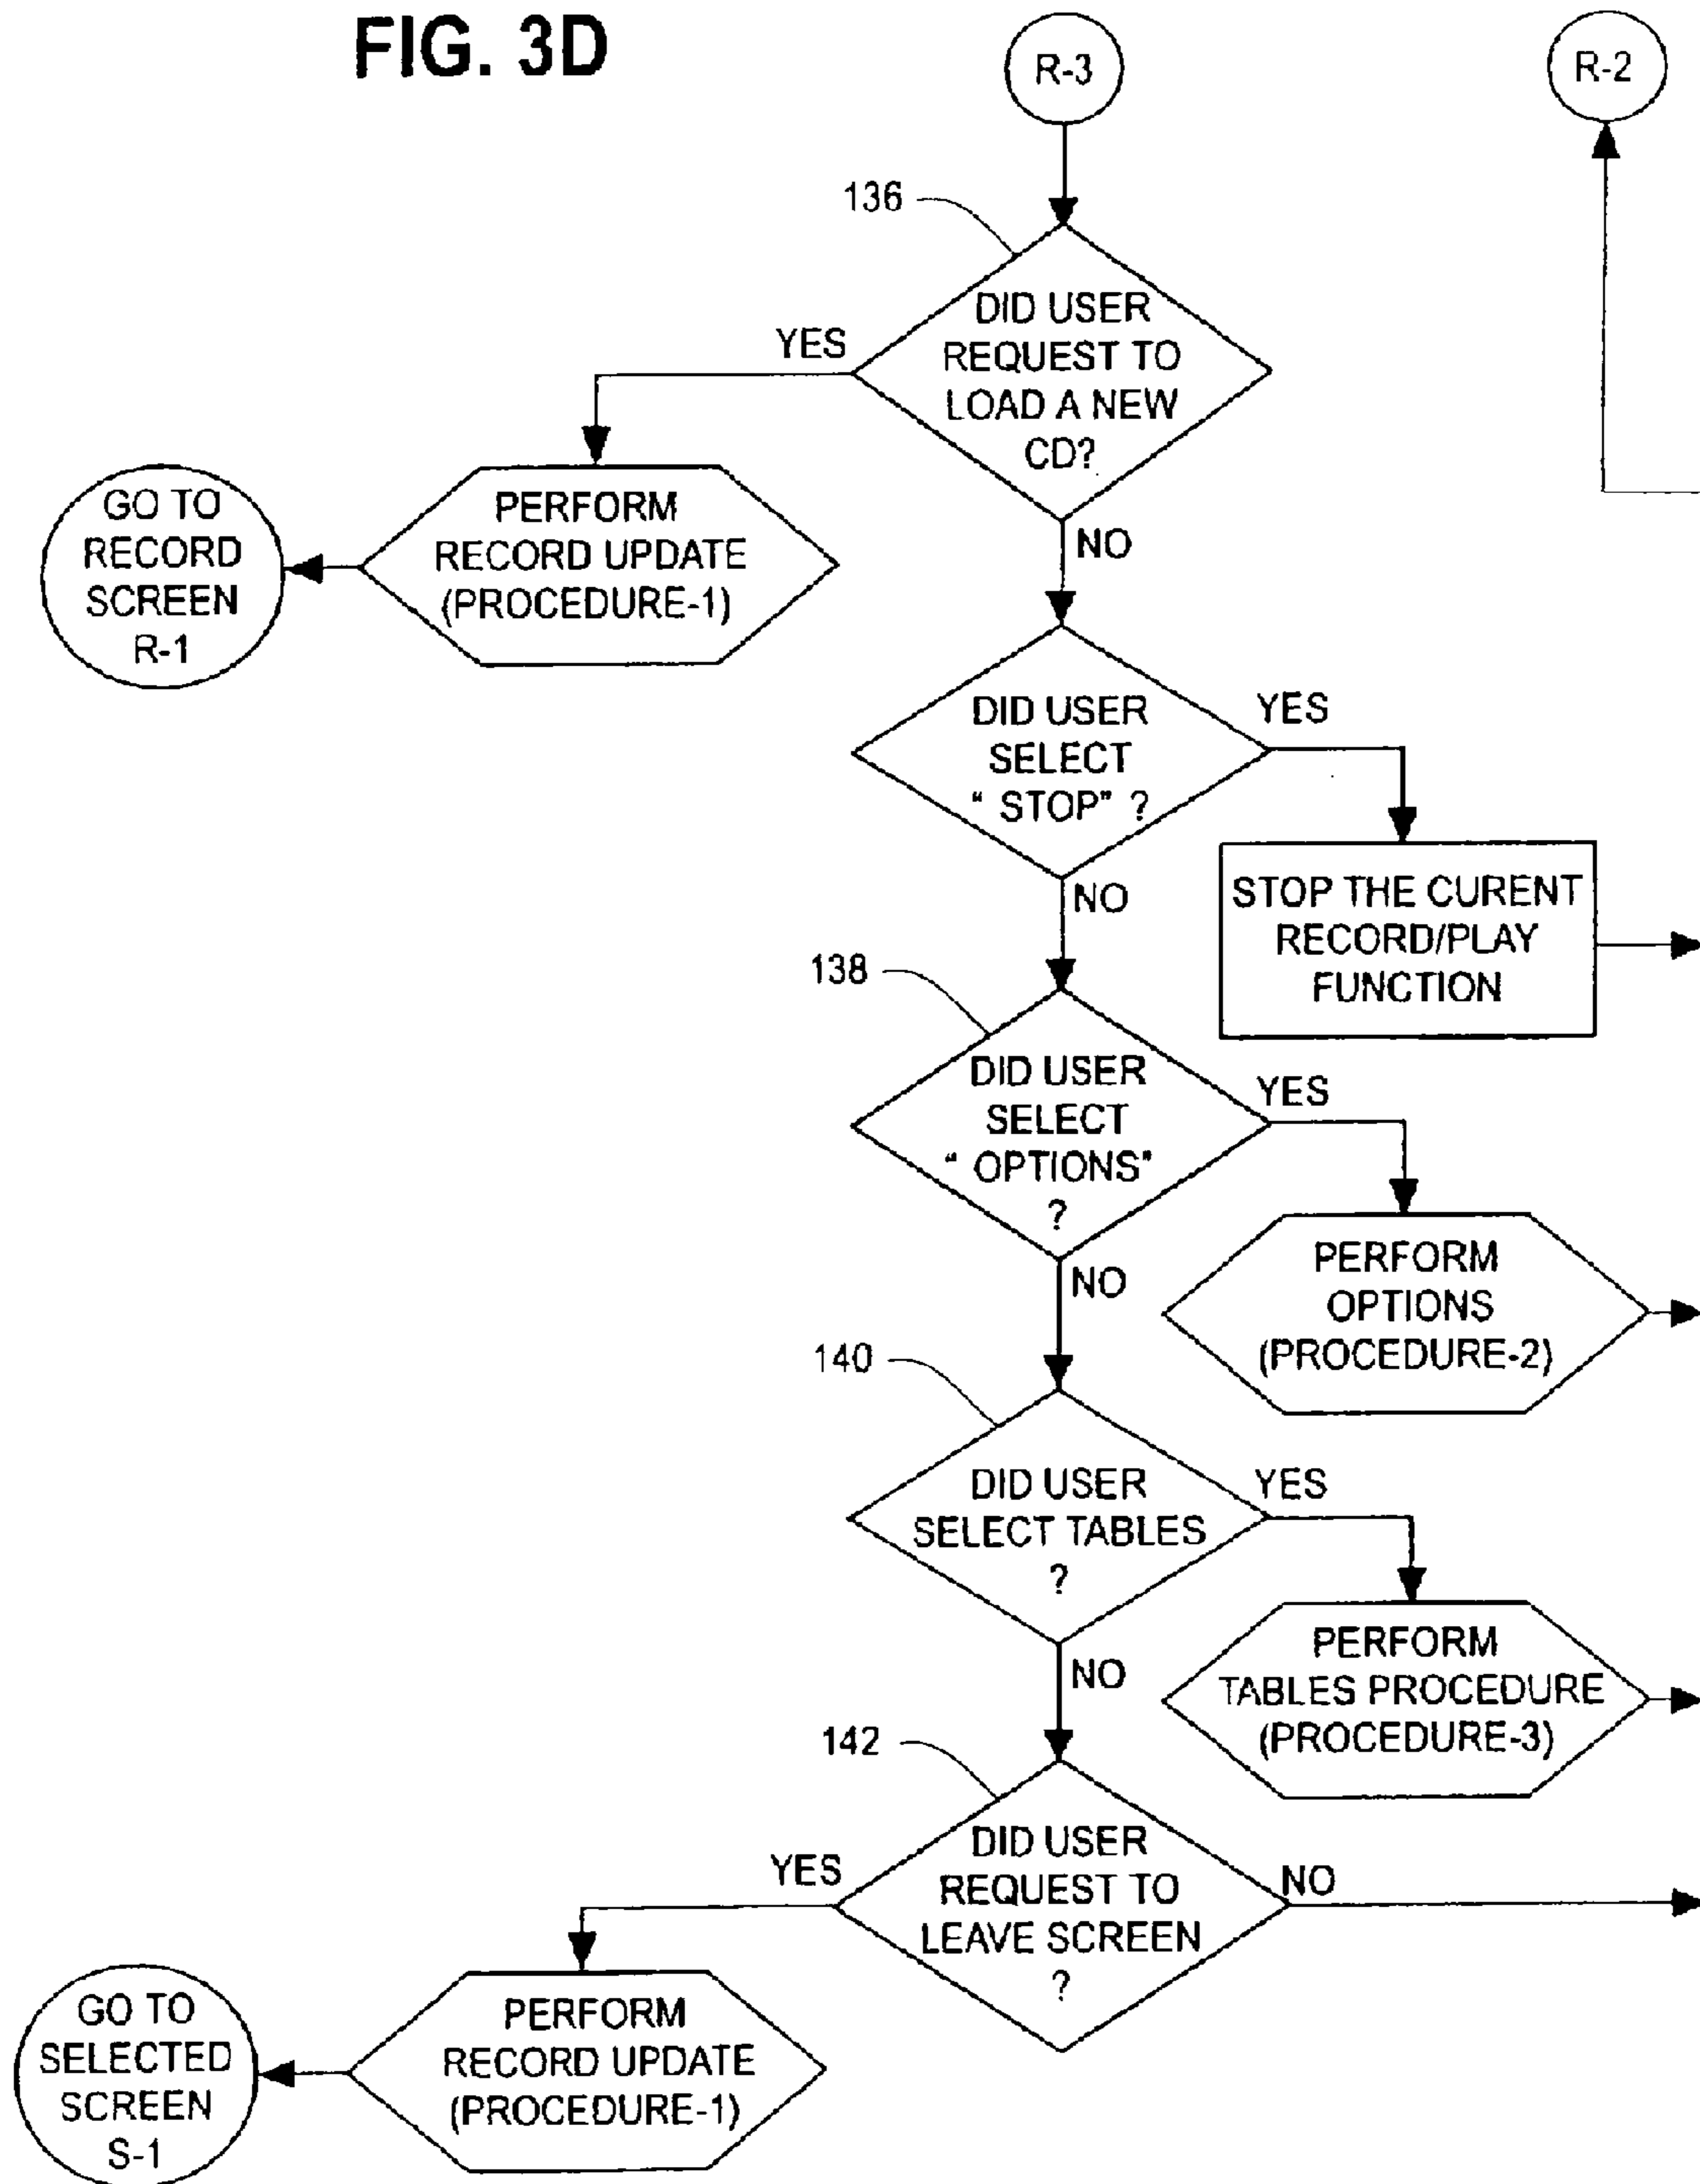 FIG. 3D
R-3
R-2
136
DID USER
REQUEST TO
LOAD A NEW
CD?
YES
NO
PERFORM
RECORD UPDATE
(PROCEDURE-1)
GO TO
RECORD
SCREEN
R-1
DID USER
SELECT
“ STOP” ?
YES
NO
STOP THE CURENT
RECORD/PLAY
FUNCTION
138
DID USER
SELECT
“ OPTIONS”
?
YES
NO
PERFORM
OPTIONS
(PROCEDURE-2)
140
DID USER
SELECT TABLES
?
YES
NO
PERFORM
TABLES PROCEDURE
(PROCEDURE-3)
142
DID USER
REQUEST TO
LEAVE SCREEN
?
YES
NO
PERFORM
RECORD UPDATE
(PROCEDURE-1)
GO TO
SELECTED
SCREEN
S-1